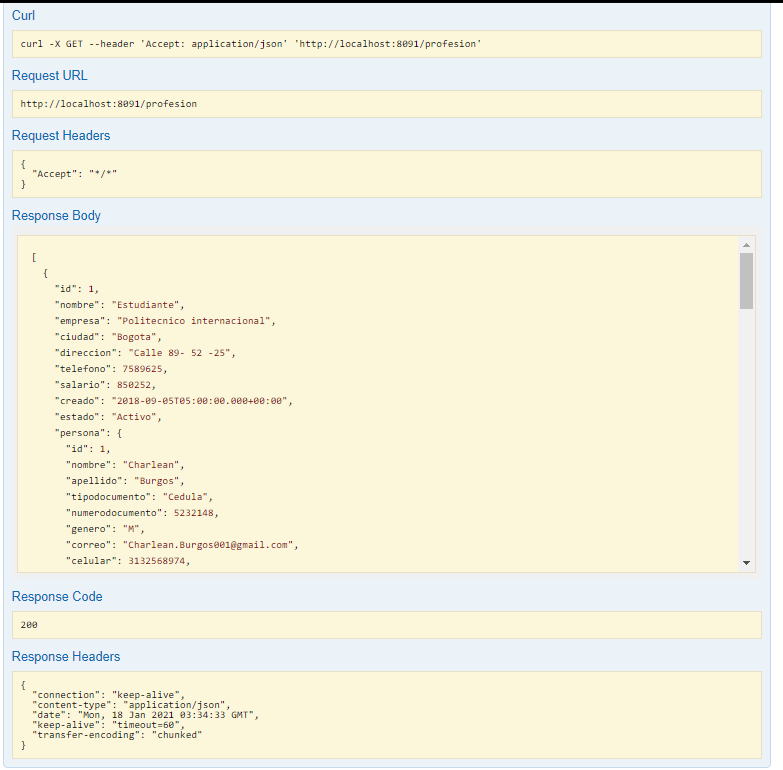 Curl
curl -X GET --header 'Accept: application/json' 'http://localhost:8091/profesion'
Request URL
http://localhost:8091/profesion
Request Headers
{
  "Accept": "*/*"
}
Response Body
[
  {
    "id": 1,
    "nombre": "Estudiante",
    "empresa": "Politecnico internacional",
    "ciudad": "Bogota",
    "direccion": "Calle 89- 52 -25",
    "telefono": 7589625,
    "salario": 850252,
    "creado": "2018-09-05T05:00:00.000+00:00",
    "estado": "Activo",
    "persona": {
      "id": 1,
      "nombre": "Charlean",
      "apellido": "Burgos",
      "tipodocumento": "Cedula",
      "numerodocumento": 5232148,
      "genero": "M",
      "correo": "Charlean.Burgos001@gmail.com",
      "celular": 3132568974,
Response Code
200
Response Headers
{
  "connection": "keep-alive",
  "content-type": "application/json",
  "date": "Mon, 18 Jan 2021 03:34:33 GMT",
  "keep-alive": "timeout=60",
  "transfer-encoding": "chunked"
}